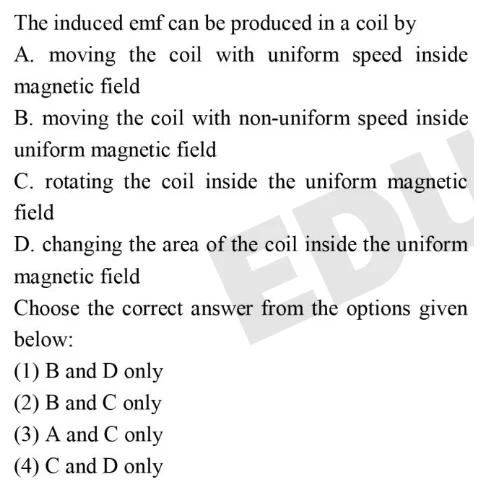 The induced emf can be produced in a coil by
A. moving the coil with uniform speed inside
magnetic field
B. moving the coil with non-uniform speed inside
uniform magnetic field
C. rotating the coil inside the uniform magnetic
field
D. changing the area of the coil inside the uniform
magnetic field
Choose the correct answer from the options given
below:
(1) B and D only
(2) B and C only
(3) A and C only
(4) C and D only
EDU